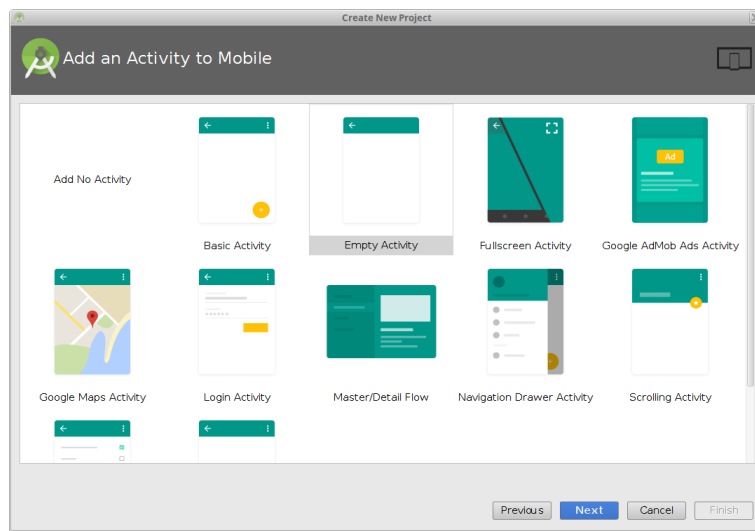 Create New Project
Add an Activity to Mobile
Add No Activity
Basic Activity
Empty Activity
Fullscreen Activity
Ad
Google AdMob Ads Activity
Google Maps Activity
Login Activity
Master/Detail Flow
Navigation Drawer Activity
Scrolling Activity
Previous
Next
Cancel
Finish